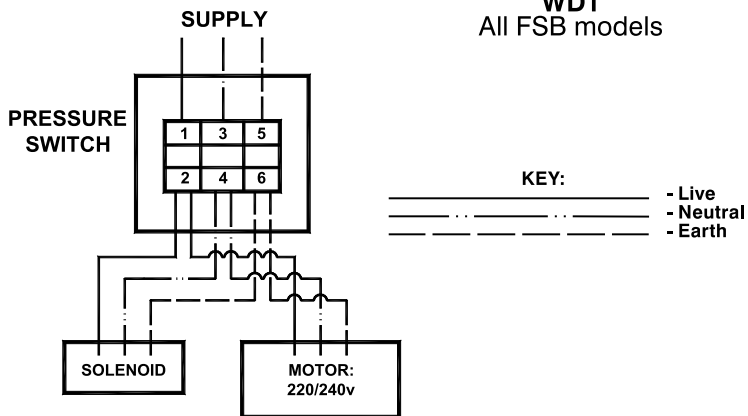 WD1
All FSB models
SUPPLY
PRESSURE
SWITCH
1 3 5
2 4 6
KEY:
- Live
- Neutral
- Earth
SOLENOID
MOTOR:
220/240v